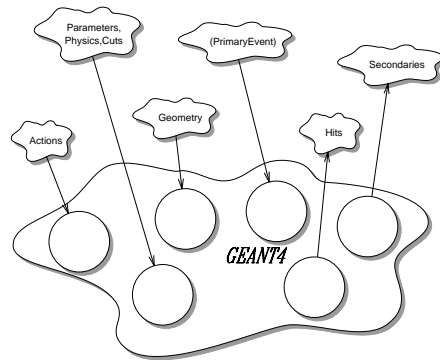 Parameters,
Physics,Cuts
(PrimaryEvent)
Secondaries
Actions
Geometry
Hits
GEANT4